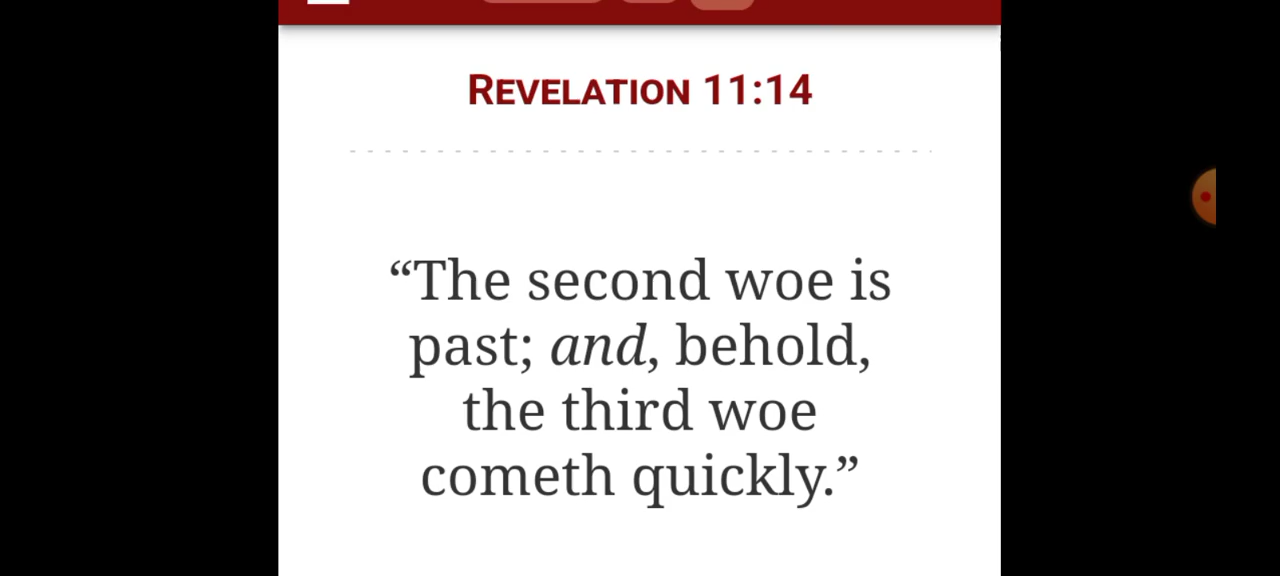 REVELATION 11:14
“The second woe is
past; and, behold,
the third woe
cometh quickly.”